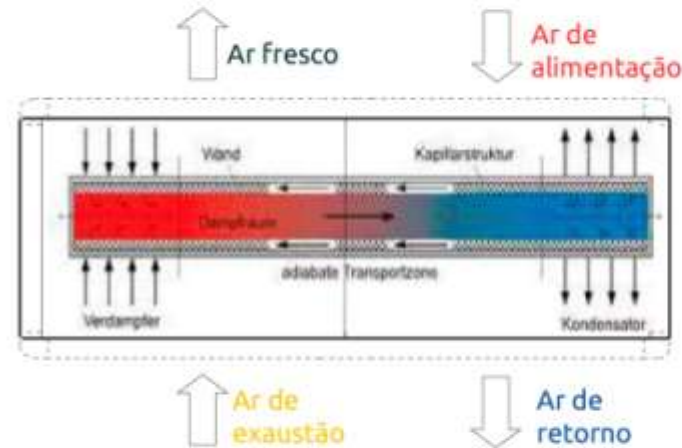 Ar fresco
Ar de
alimentação
Wand
Kapillarstruktur
Dampfraum
adiabate Transportzone
Verdampfer
Kondensator
Ar de
exaustão
Ar de
retorno